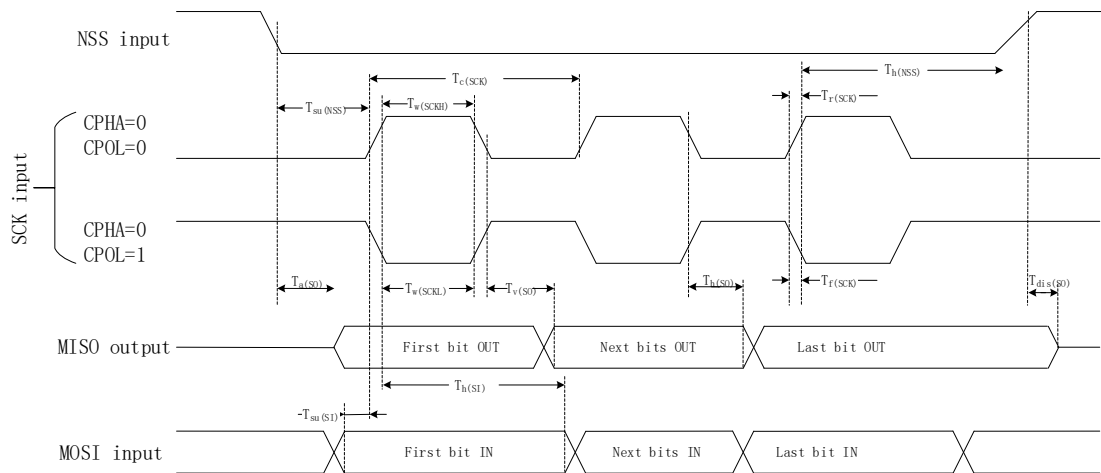 NSS input
Tc(SCK)
Th(NSS)
Tsu(NSS)
Tw(SCKH)
Tr(SCK)
SCK input
CPHA=0
CPOL=0
CPHA=0
CPOL=1
Ta(SO)
Tw(SCKL)
Tv(SO)
Th(SO)
Tf(SCK)
Tdis(SO)
MISO output
First bit OUT
Next bits OUT
Last bit OUT
Th(SI)
-Tsu(SI)
MOSI input
First bit IN
Next bits IN
Last bit IN